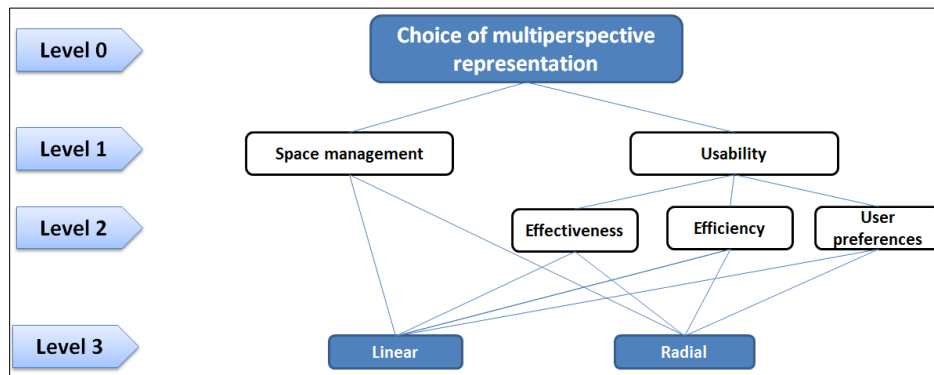 Level 0
Choice of multiperspective
representation
Level 1
Space management
Usability
Level 2
Effectiveness
Efficiency
User
preferences
Level 3
Linear
Radial